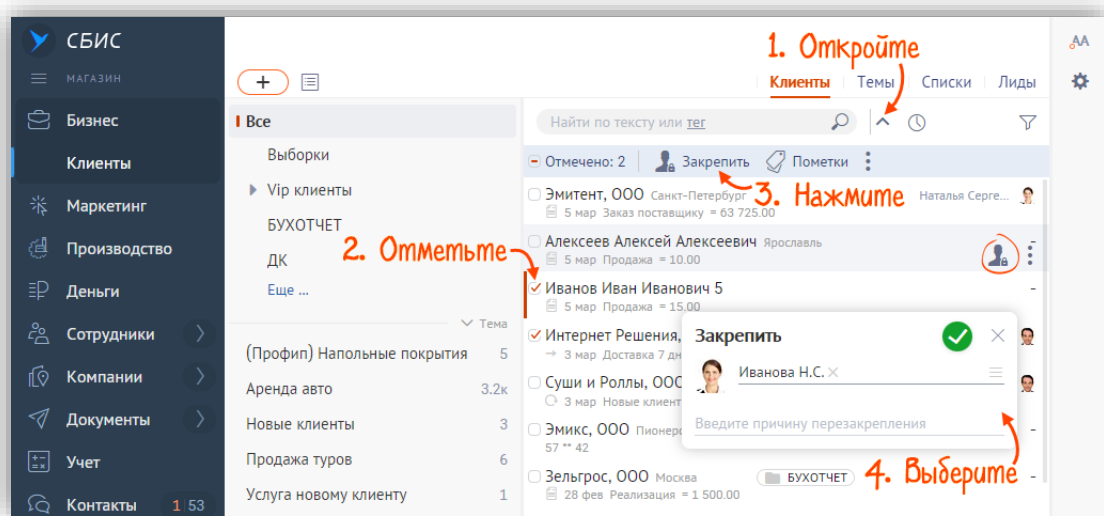 СБИС
1. Откройте
АА
МАГАЗИН
+
Клиенты Темы Списки Лиды
Бизнес
Клиенты
Маркетинг
Производство
Деньги
Сотрудники
Компании
Документы
Учет
Контакты 1 53
Все
Выборки
Vip клиенты
БУХОТЧЕТ
ДК
Еще ...
Тема
(Профип) Напольные покрытия 5
Аренда авто 3.2к
Новые клиенты 3
Продажа туров 6
Услуга новому клиенту 1
Найти по тексту или тег
Отмечено: 2 Закрепить Пометки
3. Нажмите
Эмитент, ООО Санкт-Петербург Наталья Серге...
5 мар Заказ поставщику = 63 725.00
Алексеев Алексей Алексеевич Ярославль -
5 мар Продажа = 10.00
2. Отметьте
Иванов Иван Иванович 5 -
5 мар Продажа = 15.00
Интернет Решения,
3 мар Доставка 7 дн
Суши и Роллы, ООО
3 мар Новые клиент
Эмикс, ООО Пионер
57 ** 42
Зельгрос, ООО Москва БУХОТЧЕТ -
28 фев Реализация = 1 500.00
Закрепить
Иванова Н.С.
Введите причину перезакрепления
4. Выберите